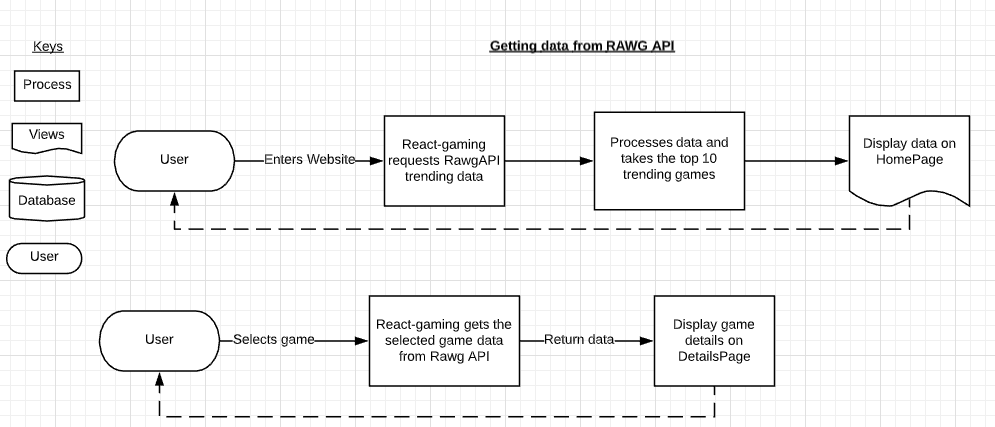 Keys
Getting data from RAWG API
Process
Views
Database
User
User
Enters Website
React-gaming
requests RawgAPI
trending data
Processes data and
takes the top 10
trending games
Display data on
HomePage
User
Selects game
React-gaming gets the
selected game data
from Rawg API
Return data
Display game
details on
DetailsPage